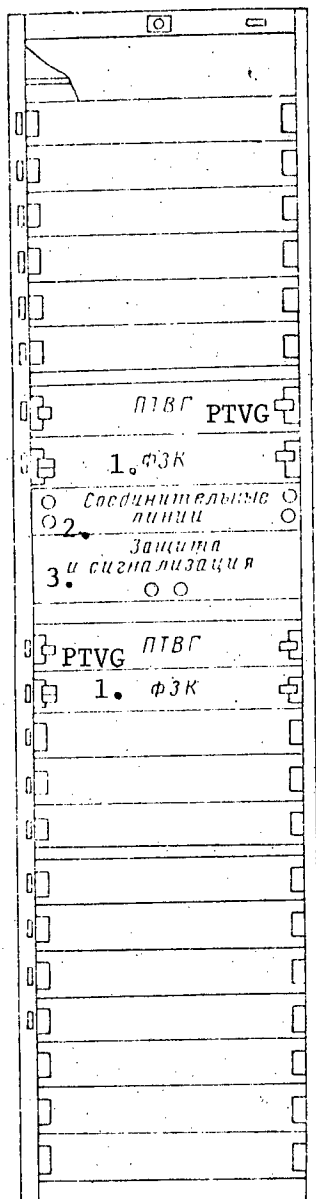 ПТВГ PTVG
1. ФЗК
Соединительные
2. линии
Защита
3. и сигнализация
PTVG ПТВГ
1. ФЗК